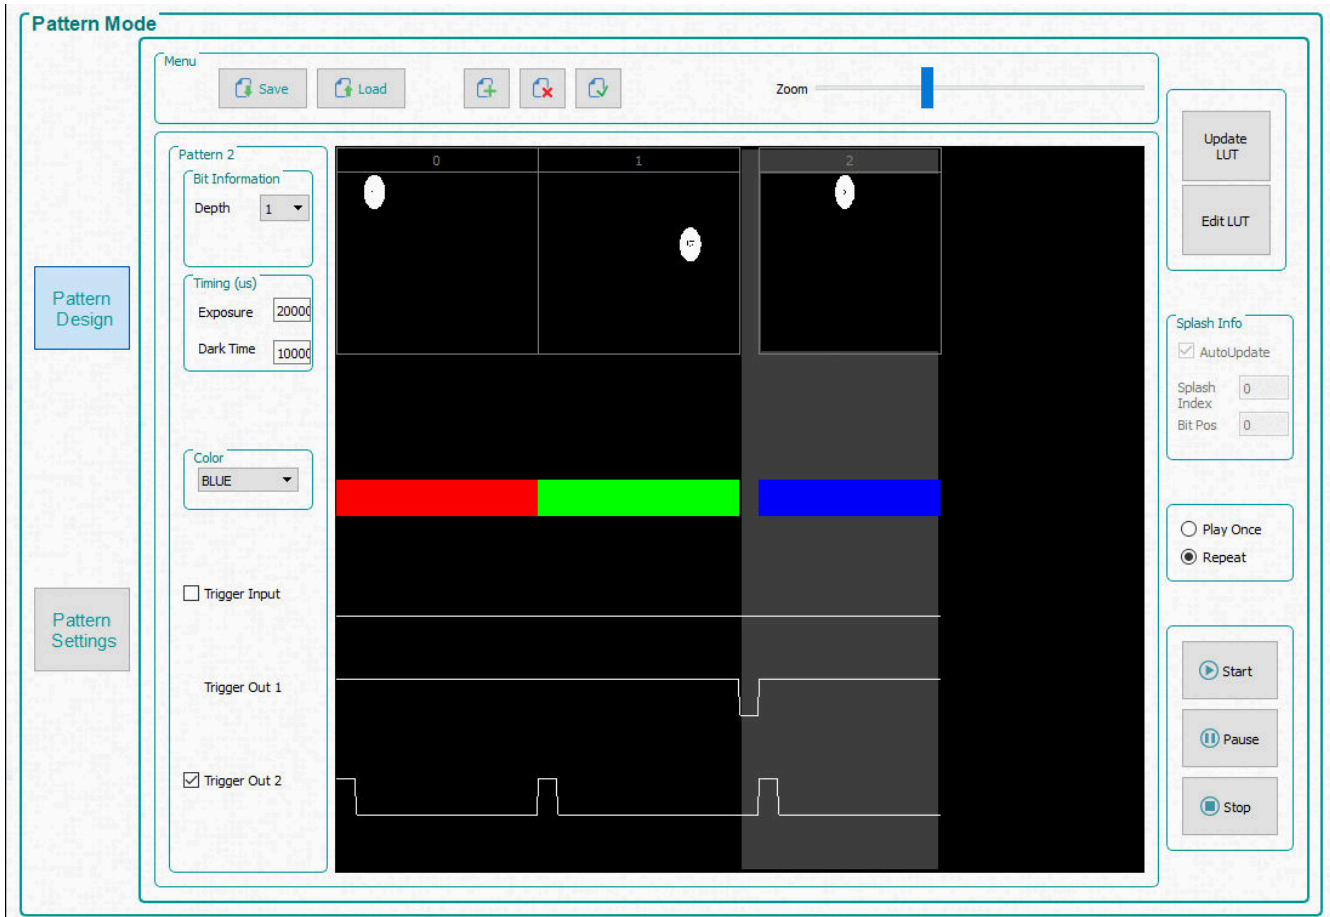 Pattern Mode
Menu
Save
Load
Zoom
Pattern 2
Bit Information
Depth 1
Timing (us)
Exposure 20000
Dark Time 10000
Color
BLUE
Trigger Input
Trigger Out 1
Trigger Out 2
0 1 2
Pattern
Design
Pattern
Settings
Update
LUT
Edit LUT
Splash Info
AutoUpdate
Splash
Index 0
Bit Pos 0
Play Once
Repeat
Start
Pause
Stop